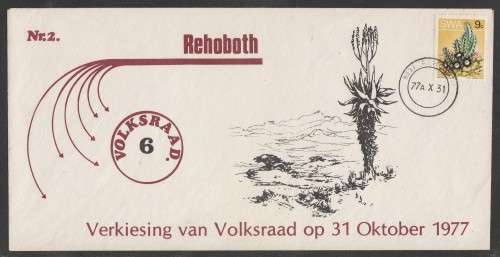 Nr.2.
Rehoboth
9c
SWA
77A X 31
VOLKSRAAD.
6
Verkiesing van Volksraad op 31 Oktober 1977